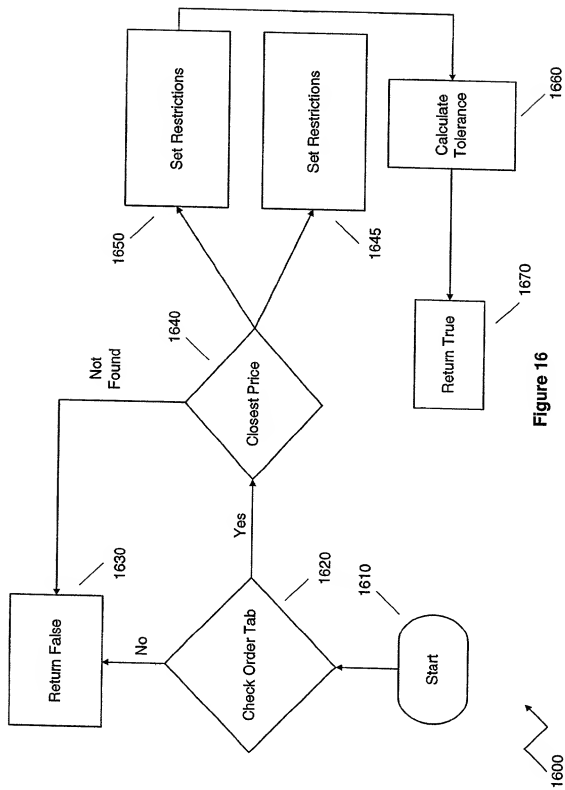 1600
Start
1610
Check Order Tab
1620
No
Return False
1630
Yes
Closest Price
1640
Not
Found
Set Restrictions
1650
Set Restrictions
1645
Calculate
Tolerance
1660
Return True
1670
Figure 16